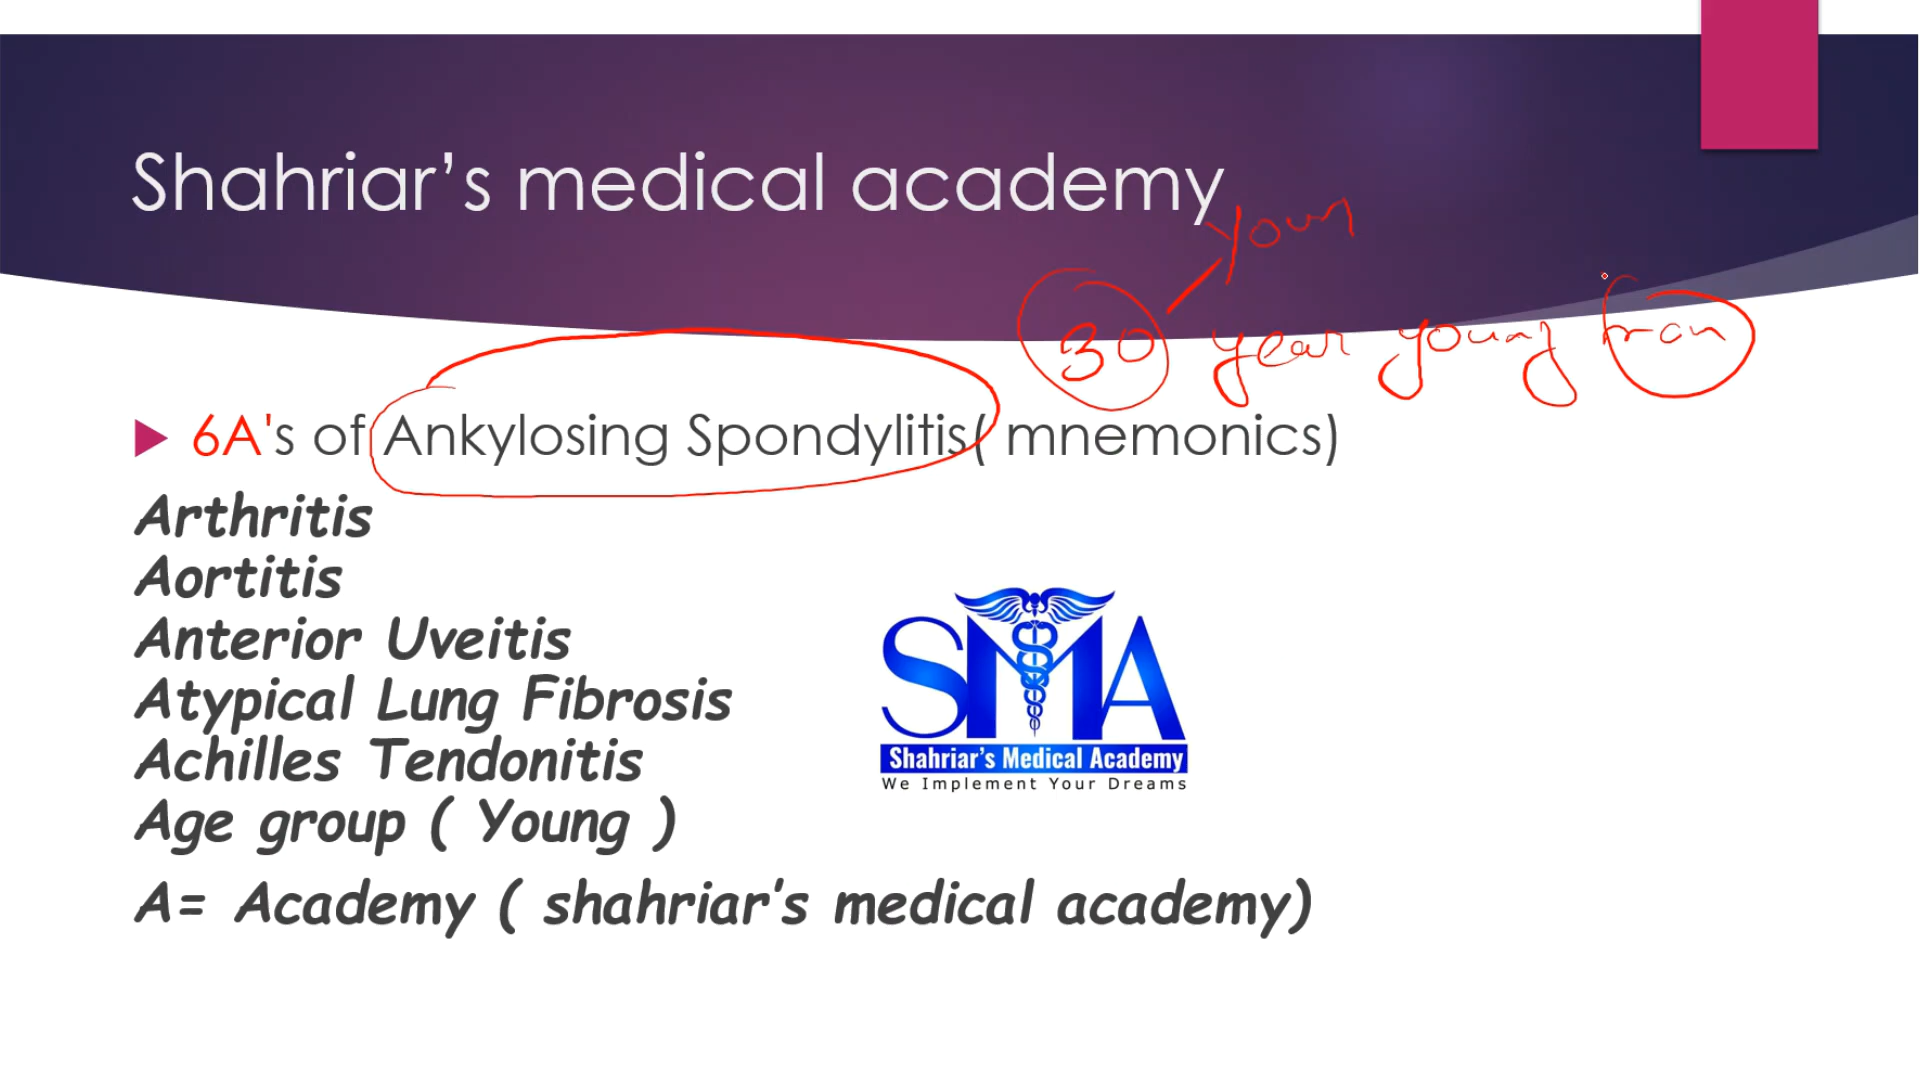 Shahriar's medical academy
Youn
30 year young man
6A's of Ankylosing Spondylitis( mnemonics)
Arthritis
Aortitis
Anterior Uveitis
Atypical Lung Fibrosis
Achilles Tendonitis
Age group ( Young )
A= Academy ( shahriar's medical academy)
SMA
Shahriar's Medical Academy
We Implement Your Dreams